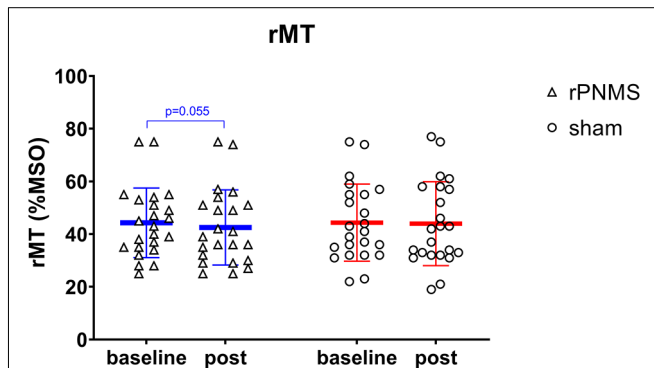 rMT
rPNMS
sham
p=0.055
rMT (%MSO)
100
80
60
40
20
0
baseline post baseline post